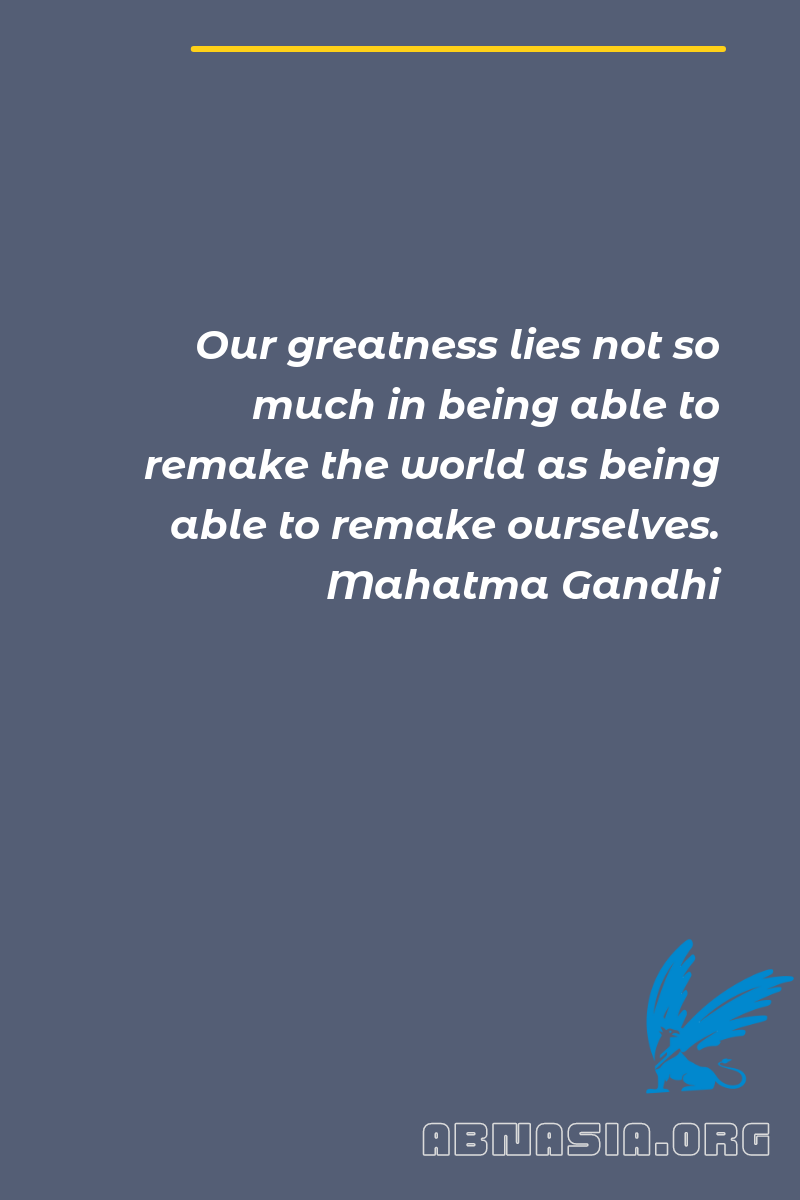 Our greatness lies not so
much in being able to
remake the world as being
able to remake ourselves.
Mahatma Gandhi
ABNASIA.ORG